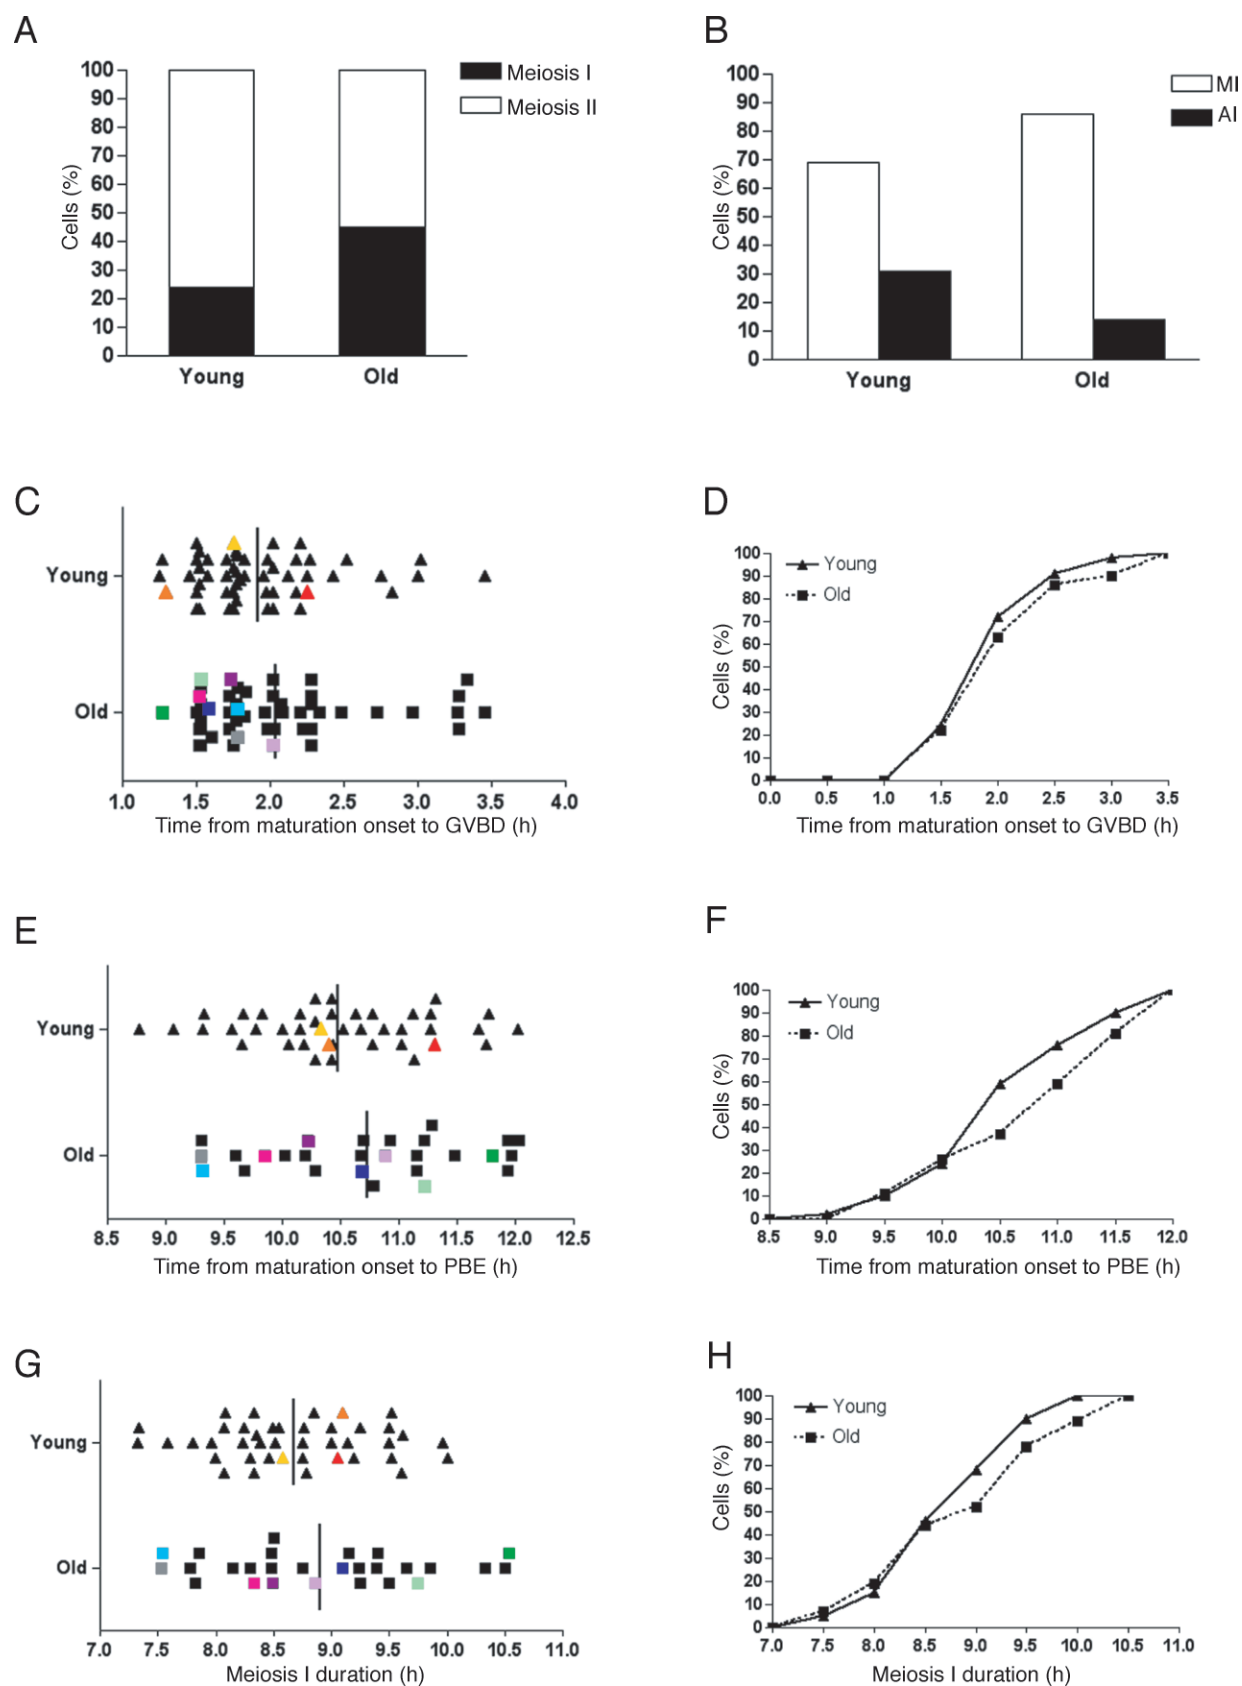 A
100
90
80
70
60
50
40
30
20
10
0
Cells (%)
Young Old
Meiosis I
Meiosis II
B
100
90
80
70
60
50
40
30
20
10
0
Cells (%)
Young Old
MI
AI
C
Young
Old
1.0 1.5 2.0 2.5 3.0 3.5 4.0
Time from maturation onset to GVBD (h)
D
100
90
80
70
60
50
40
30
20
10
0
Cells (%)
Young
Old
0.0 0.5 1.0 1.5 2.0 2.5 3.0 3.5
Time from maturation onset to GVBD (h)
E
Young
Old
8.5 9.0 9.5 10.0 10.5 11.0 11.5 12.0 12.5
Time from maturation onset to PBE (h)
F
100
90
80
70
60
50
40
30
20
10
0
Cells (%)
Young
Old
8.5 9.0 9.5 10.0 10.5 11.0 11.5 12.0
Time from maturation onset to PBE (h)
G
Young
Old
7.0 7.5 8.0 8.5 9.0 9.5 10.0 10.5 11.0
Meiosis I duration (h)
H
100
90
80
70
60
50
40
30
20
10
0
Cells (%)
Young
Old
7.0 7.5 8.0 8.5 9.0 9.5 10.0 10.5 11.0
Meiosis I duration (h)